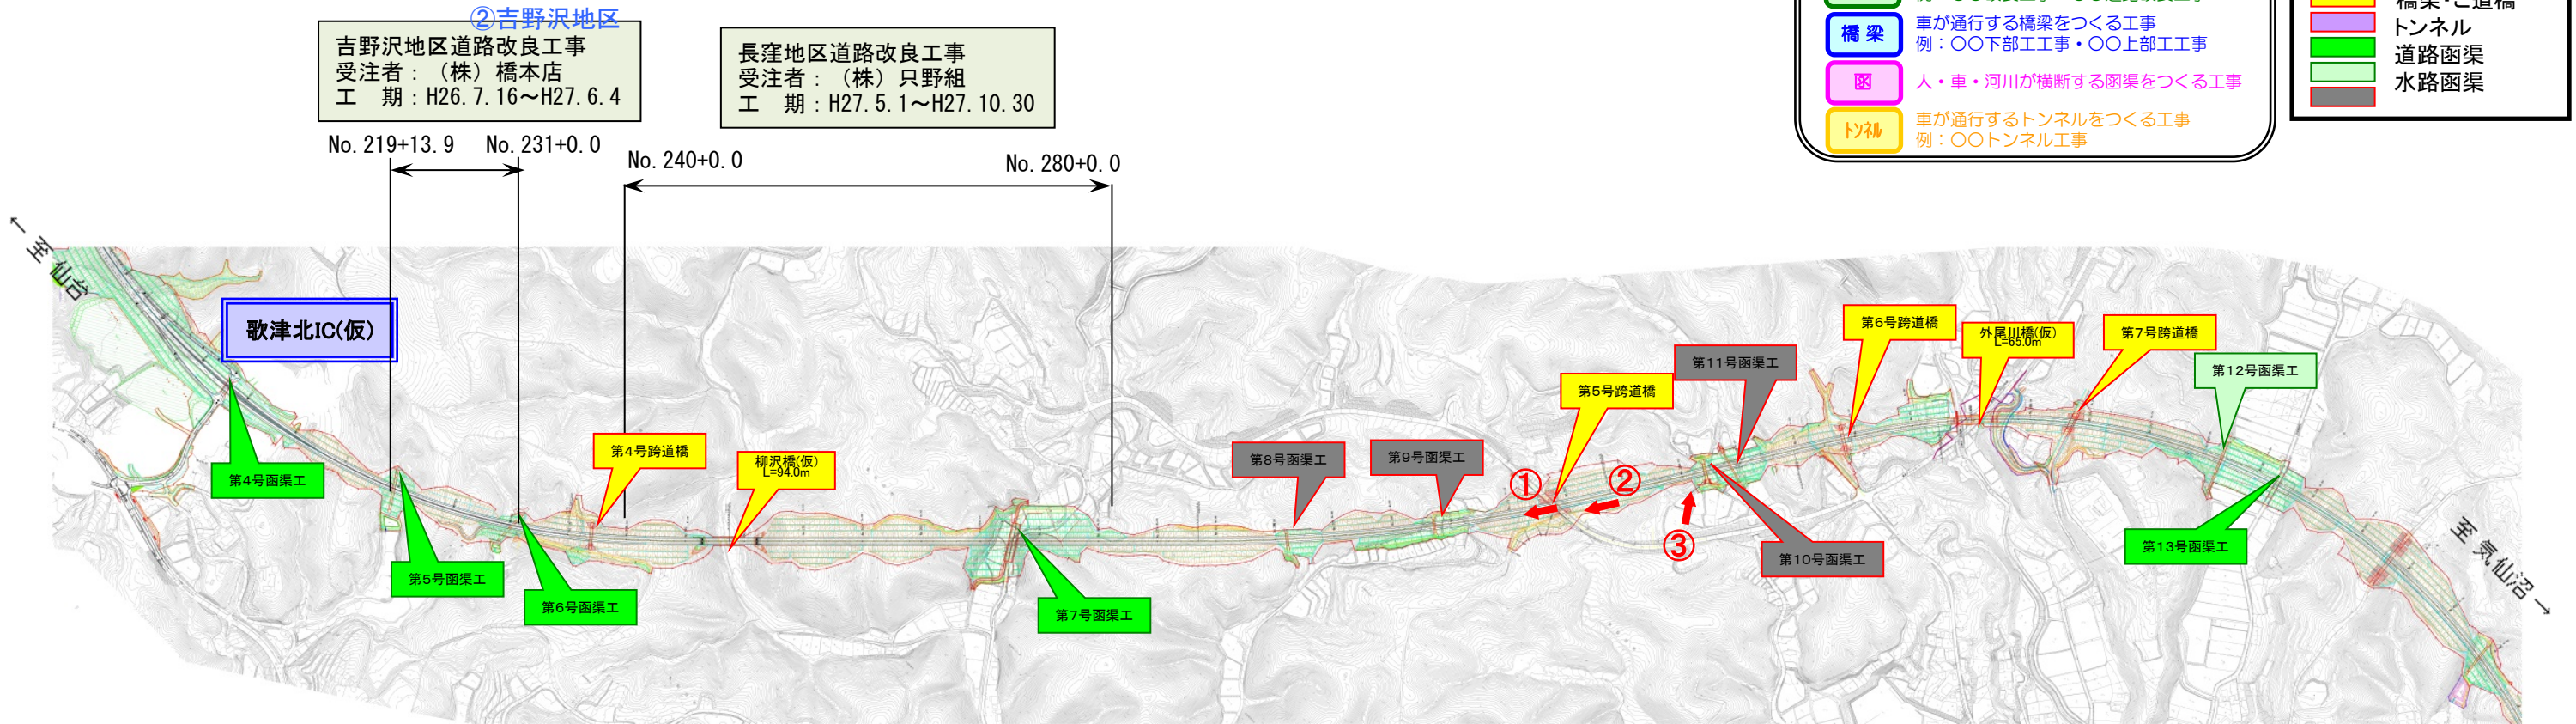 ②吉野沢地区
吉野沢地区道路改良工事
受注者：（株）橋本店
工　期：H26.7.16～H27.6.4
長窪地区道路改良工事
受注者：（株）只野組
工　期：H27.5.1～H27.10.30
橋 梁
車が通行する橋梁をつくる工事
例：〇〇下部工工事・〇〇上部工工事
函
人・車・河川が横断する函渠をつくる工事
トンネル
車が通行するトンネルをつくる工事
例：〇〇トンネル工事
トンネル
道路函渠
水路函渠
No.219+13.9
No.231+0.0
No.240+0.0
No.280+0.0
←至 仙台
歌津北IC(仮)
第4号函渠工
第5号函渠工
第6号函渠工
第4号跨道橋
柳沢橋(仮)
L=94.0m
第7号函渠工
第8号函渠工
第9号函渠工
①
第5号跨道橋
②
③
第11号函渠工
第10号函渠工
第6号跨道橋
外尾川橋(仮)
L=65.0m
第7号跨道橋
第12号函渠工
第13号函渠工
至 気仙沼→